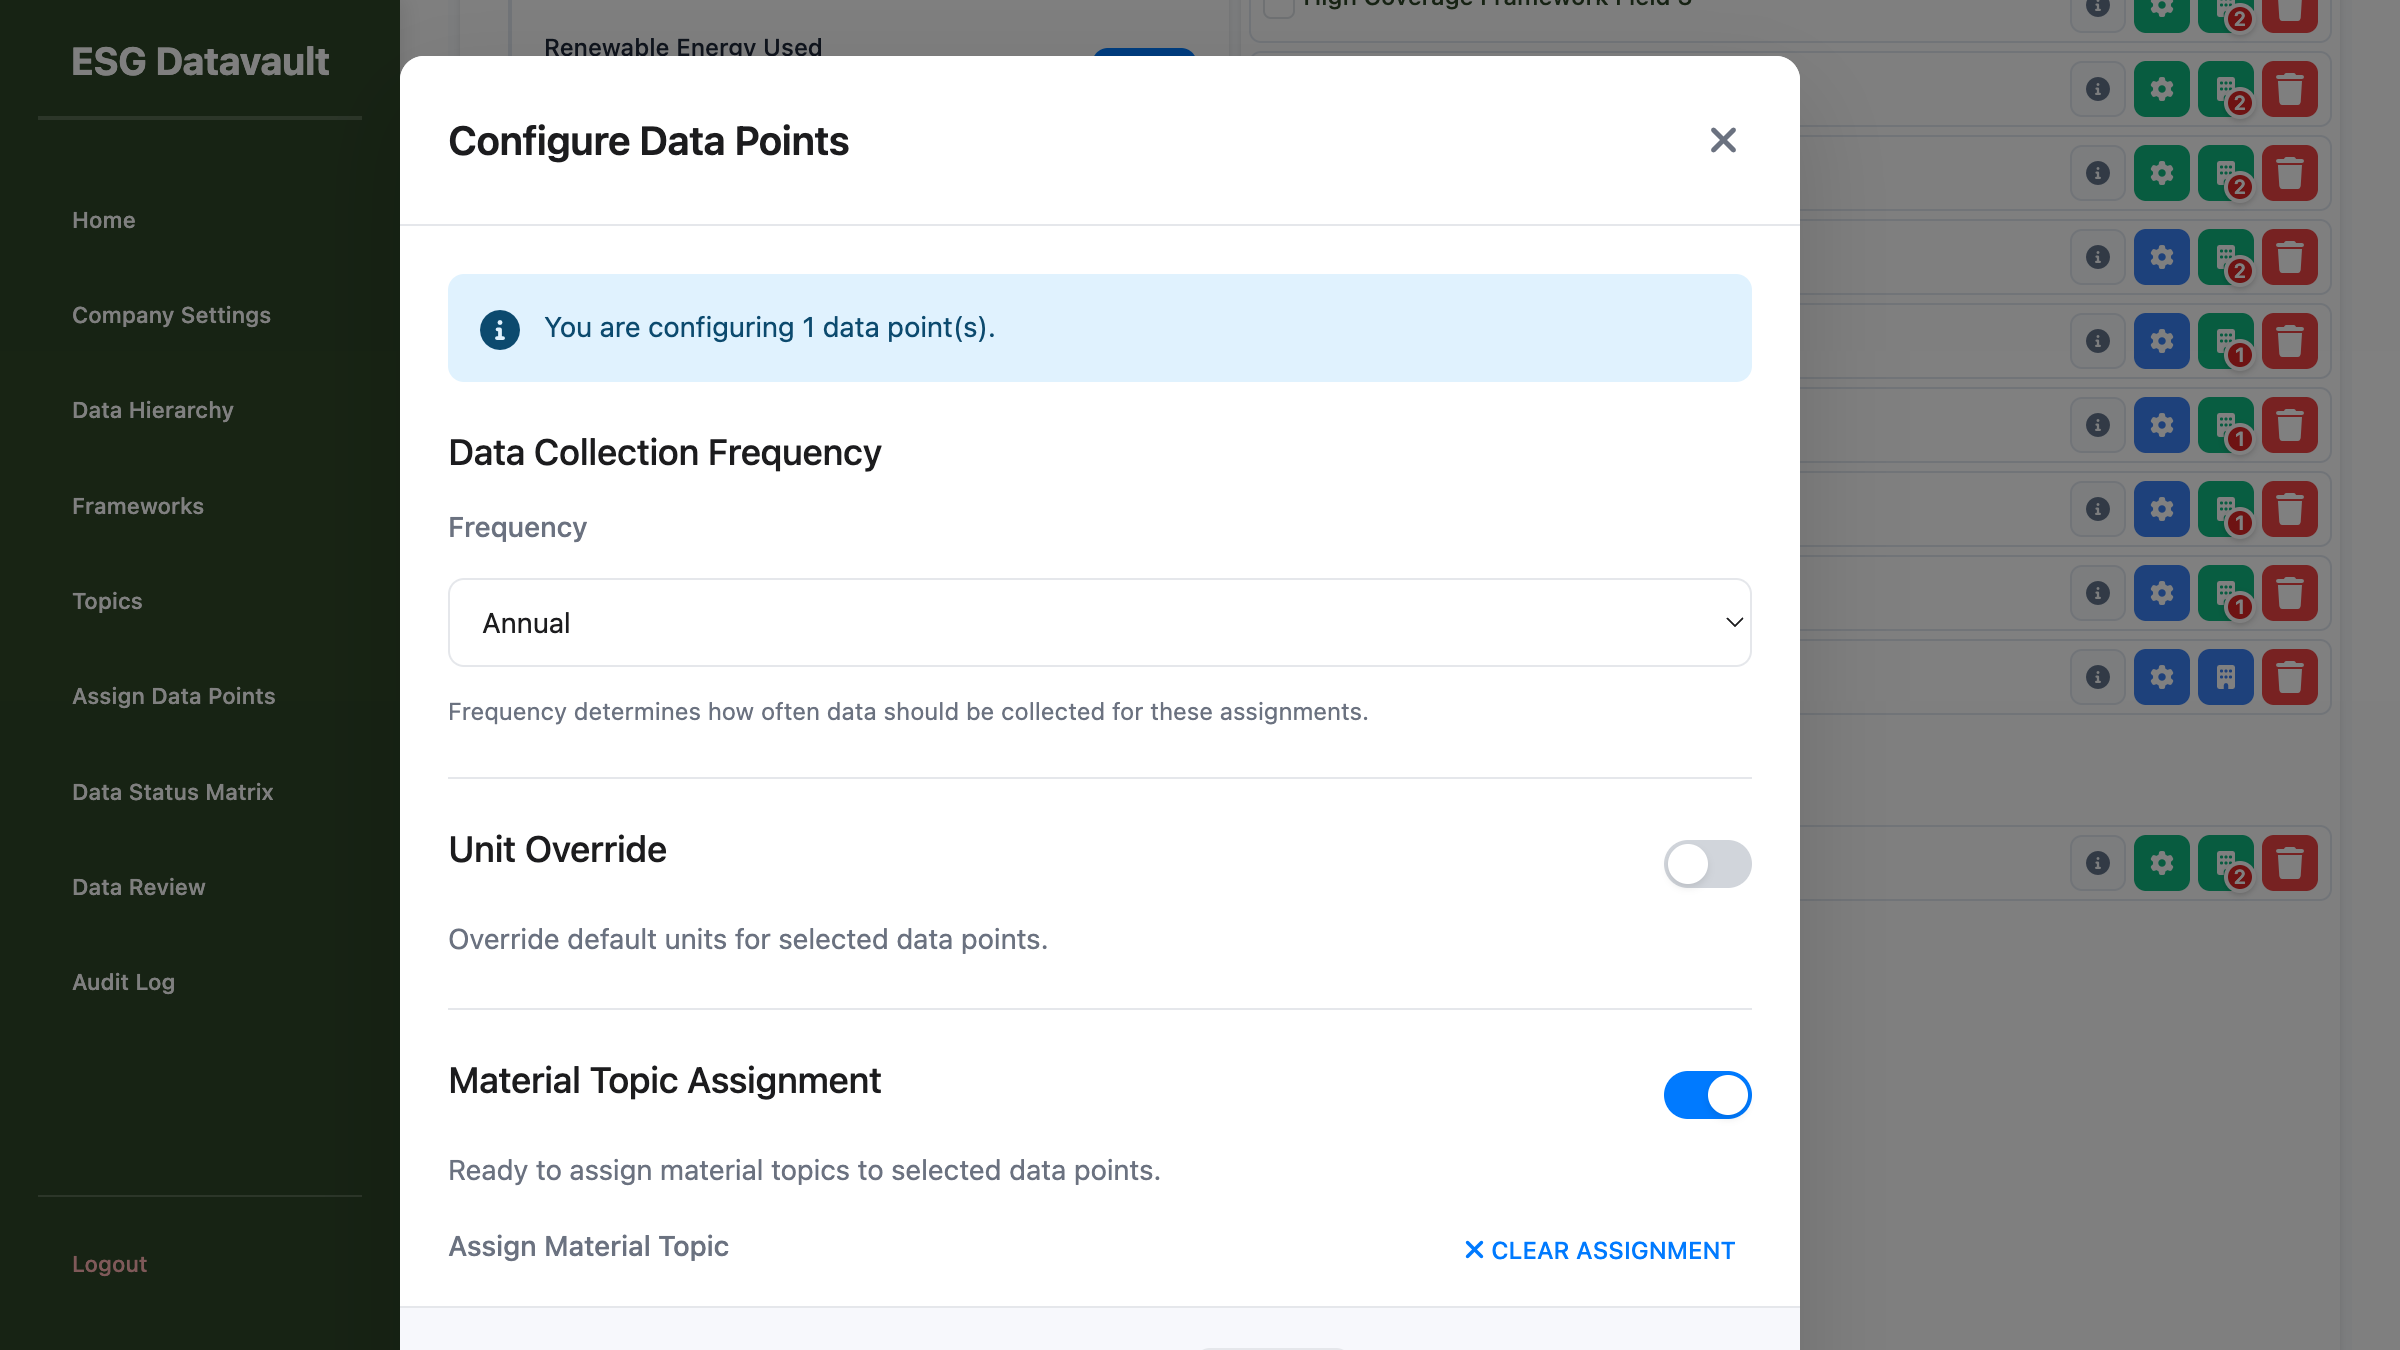 ESG Datavault
Home
Company Settings
Data Hierarchy
Frameworks
Topics
Assign Data Points
Data Status Matrix
Data Review
Audit Log
Logout
Renewable Energy Used
Configure Data Points
You are configuring 1 data point(s).
Data Collection Frequency
Frequency
Annual
Frequency determines how often data should be collected for these assignments.
Unit Override
Override default units for selected data points.
Material Topic Assignment
Ready to assign material topics to selected data points.
Assign Material Topic
CLEAR ASSIGNMENT
High Coverage Framework Field
2
2
2
2
1
1
1
1
2